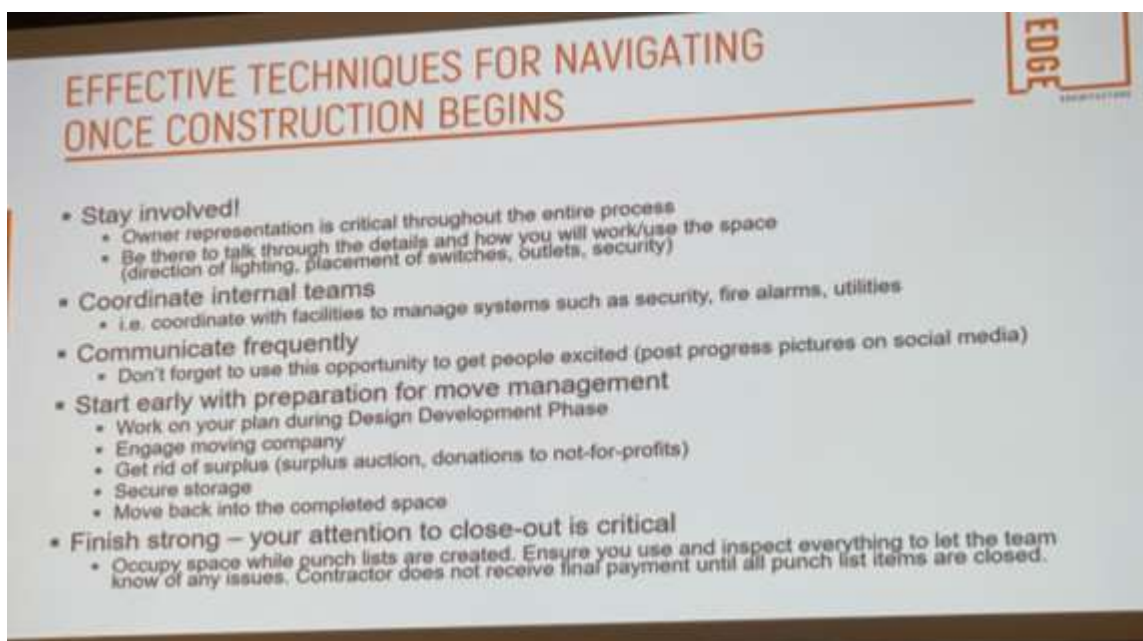 EFFECTIVE TECHNIQUES FOR NAVIGATING
ONCE CONSTRUCTION BEGINS
EDGE
ARCHITECTURE
• Stay involved!
• Owner representation is critical throughout the entire process
• Be there to talk through the details and how you will work/use the space
(direction of lighting, placement of switches, outlets, security)
• Coordinate internal teams
• i.e. coordinate with facilities to manage systems such as security, fire alarms, utilities
• Communicate frequently
• Don't forget to use this opportunity to get people excited (post progress pictures on social media)
• Start early with preparation for move management
• Work on your plan during Design Development Phase
• Engage moving company
• Get rid of surplus (surplus auction, donations to not-for-profits)
• Secure storage
• Move back into the completed space
• Finish strong – your attention to close-out is critical
• Occupy space while punch lists are created. Ensure you use and inspect everything to let the team
know of any issues. Contractor does not receive final payment until all punch list items are closed.